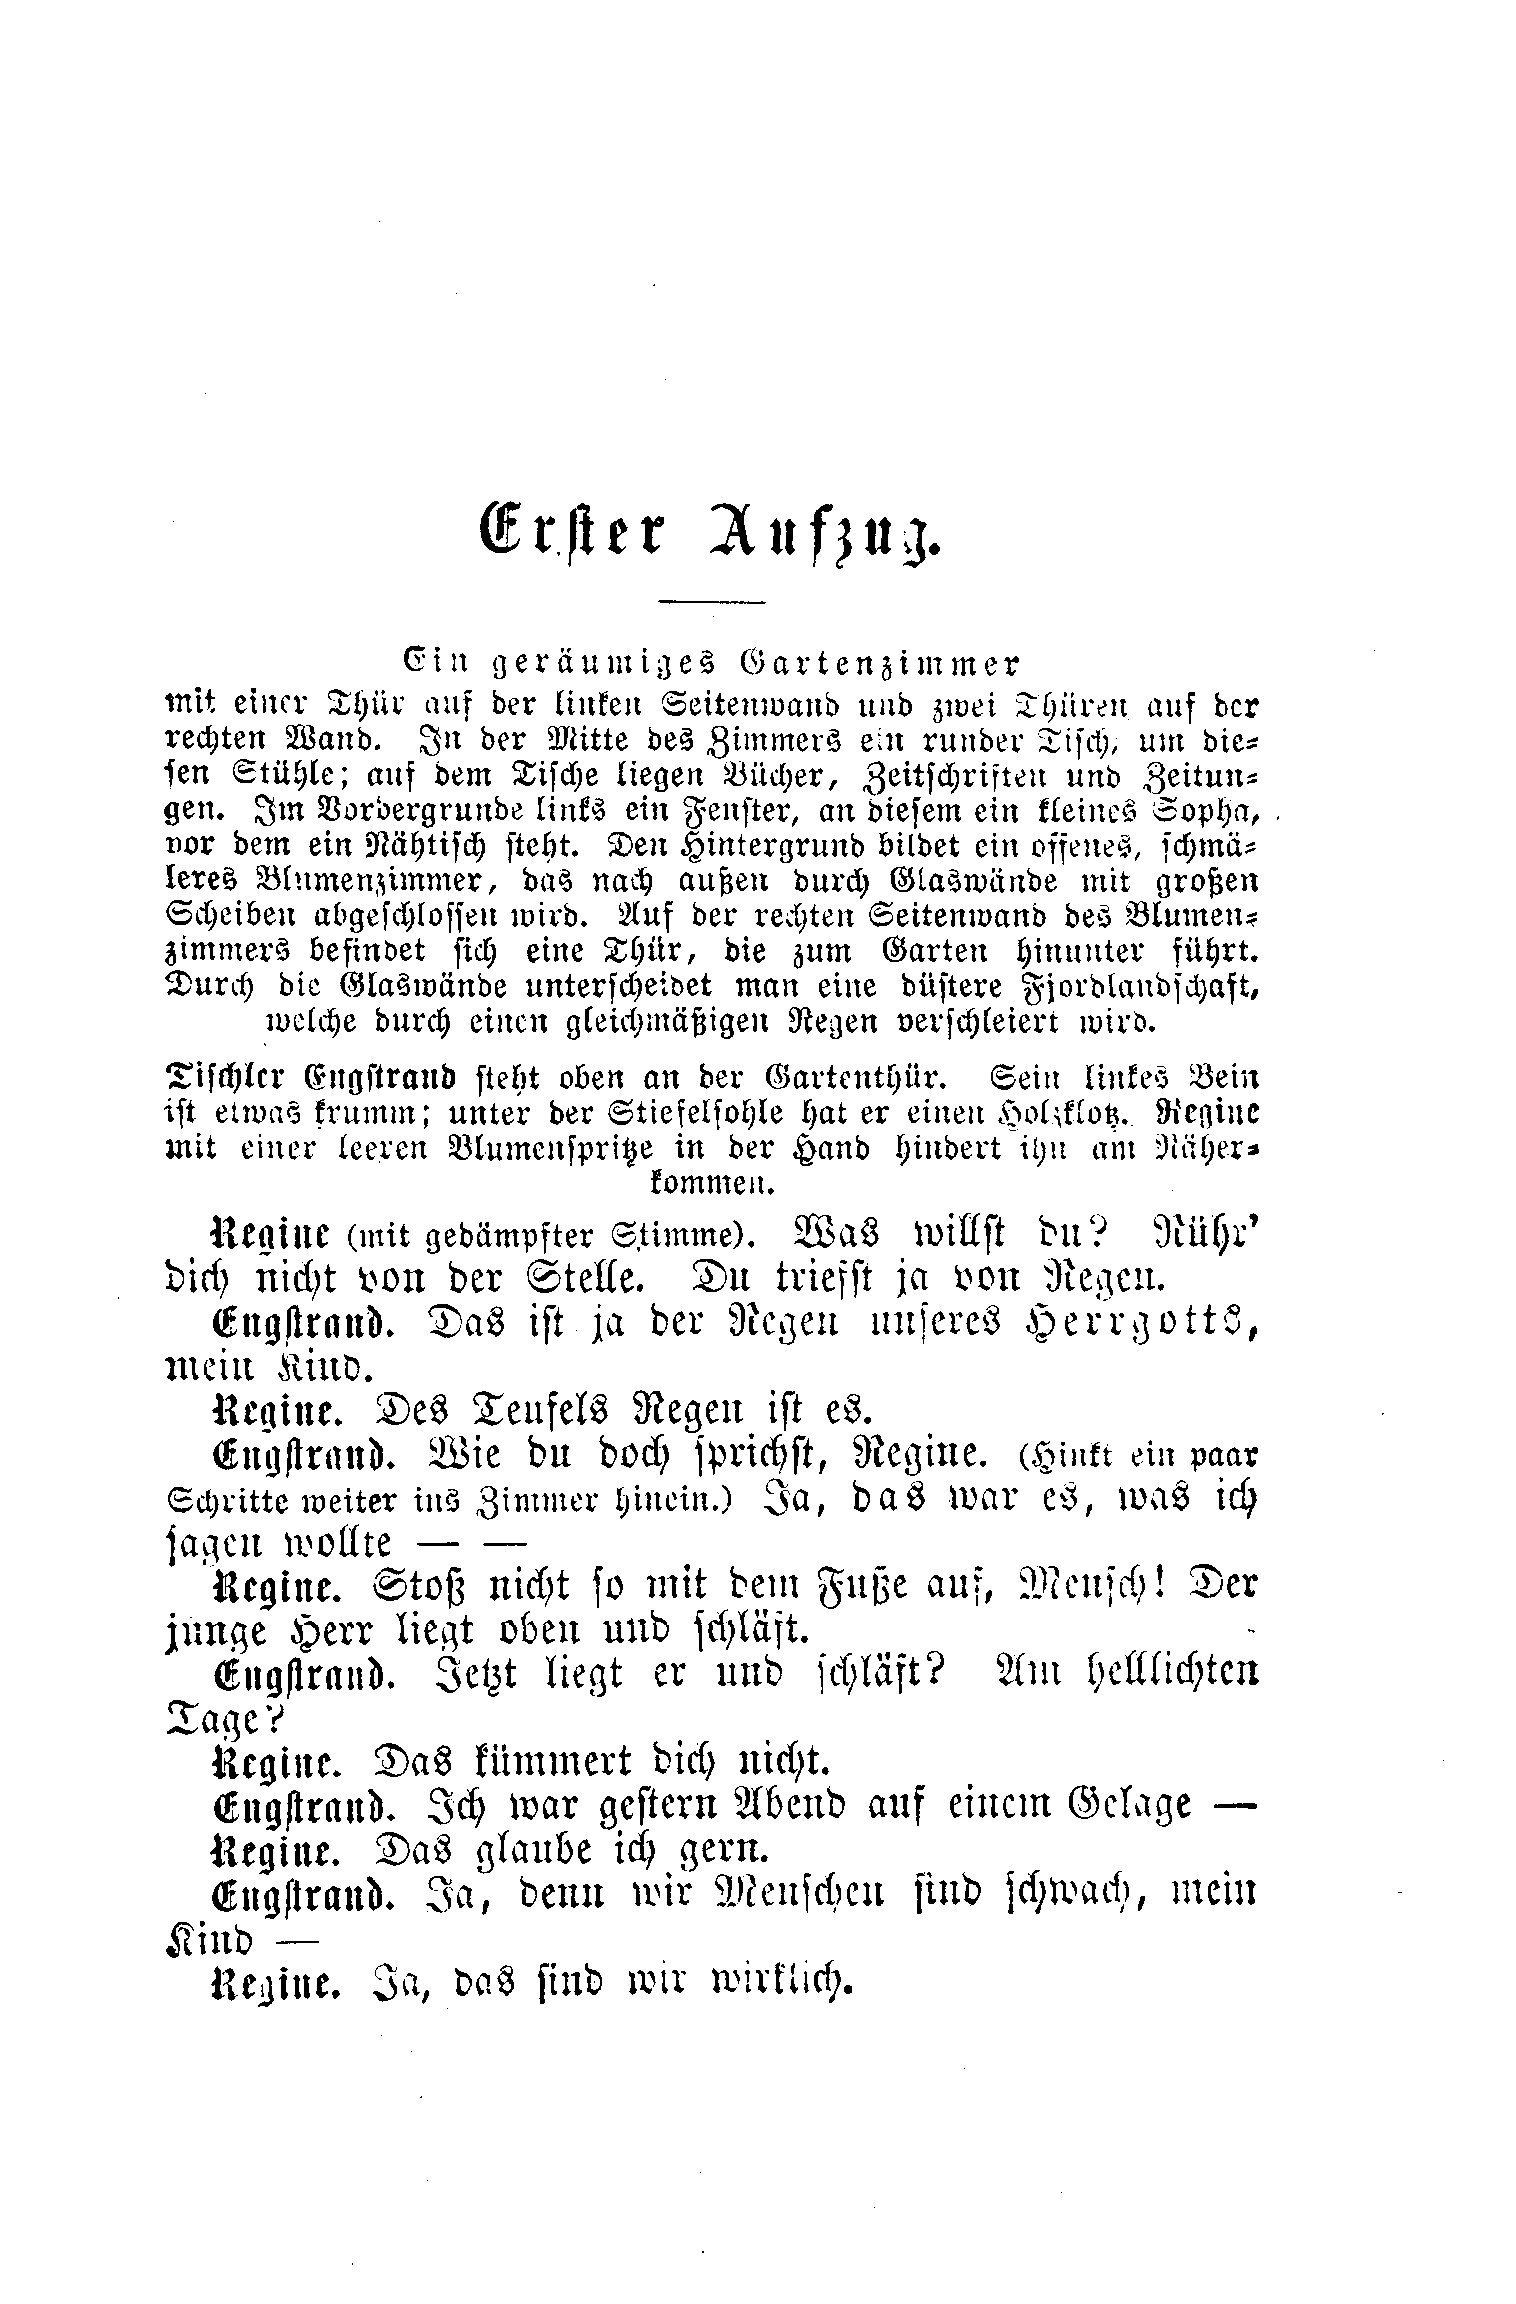 Erster Aufzug.
Ein geräumiges Gartenzimmer
mit einer Thür auf der linken Seitenwand und zwei Thüren auf der
rechten Wand. In der Mitte des Zimmers ein runder Tisch, um die-
sen Stühle; auf dem Tische liegen Bücher, Zeitschriften und Zeitun-
gen. Im Vordergrunde links ein Fenster, an diesem ein kleines Sopha,
vor dem ein Nähtisch steht. Den Hintergrund bildet ein offenes, schmä-
leres Blumenzimmer, das nach außen durch Glaswände mit großen
Scheiben abgeschlossen wird. Auf der rechten Seitenwand des Blumen-
zimmers befindet sich eine Thür, die zum Garten hinunter führt.
Durch die Glaswände unterscheidet man eine düstere Fjordlandschaft,
welche durch einen gleichmäßigen Regen verschleiert wird.
Tischler Engstrand steht oben an der Gartenthür. Sein linkes Bein
ist etwas krumm; unter der Stiefelsohle hat er einen Holzklotz. Regine
mit einer leeren Blumenspritze in der Hand hindert ihn am Näher-
kommen.
Regine (mit gedämpfter Stimme). Was willst du? Rühr'
dich nicht von der Stelle. Du triefst ja von Regen.
Engstrand. Das ist ja der Regen unseres Herrgotts,
mein Kind.
Regine. Des Teufels Regen ist es.
Engstrand. Wie du doch sprichst, Regine. (Hinkt ein paar
Schritte weiter ins Zimmer hinein.) Ja, das war es, was ich
sagen wollte — —
Regine. Stoß nicht so mit dem Fuße auf, Mensch! Der
junge Herr liegt oben und schläft.
Engstrand. Jetzt liegt er und schläft? Am helllichten
Tage?
Regine. Das kümmert dich nicht.
Engstrand. Ich war gestern Abend auf einem Gelage —
Regine. Das glaube ich gern.
Engstrand. Ja, denn wir Menschen sind schwach, mein
Kind —
Regine. Ja, das sind wir wirklich.